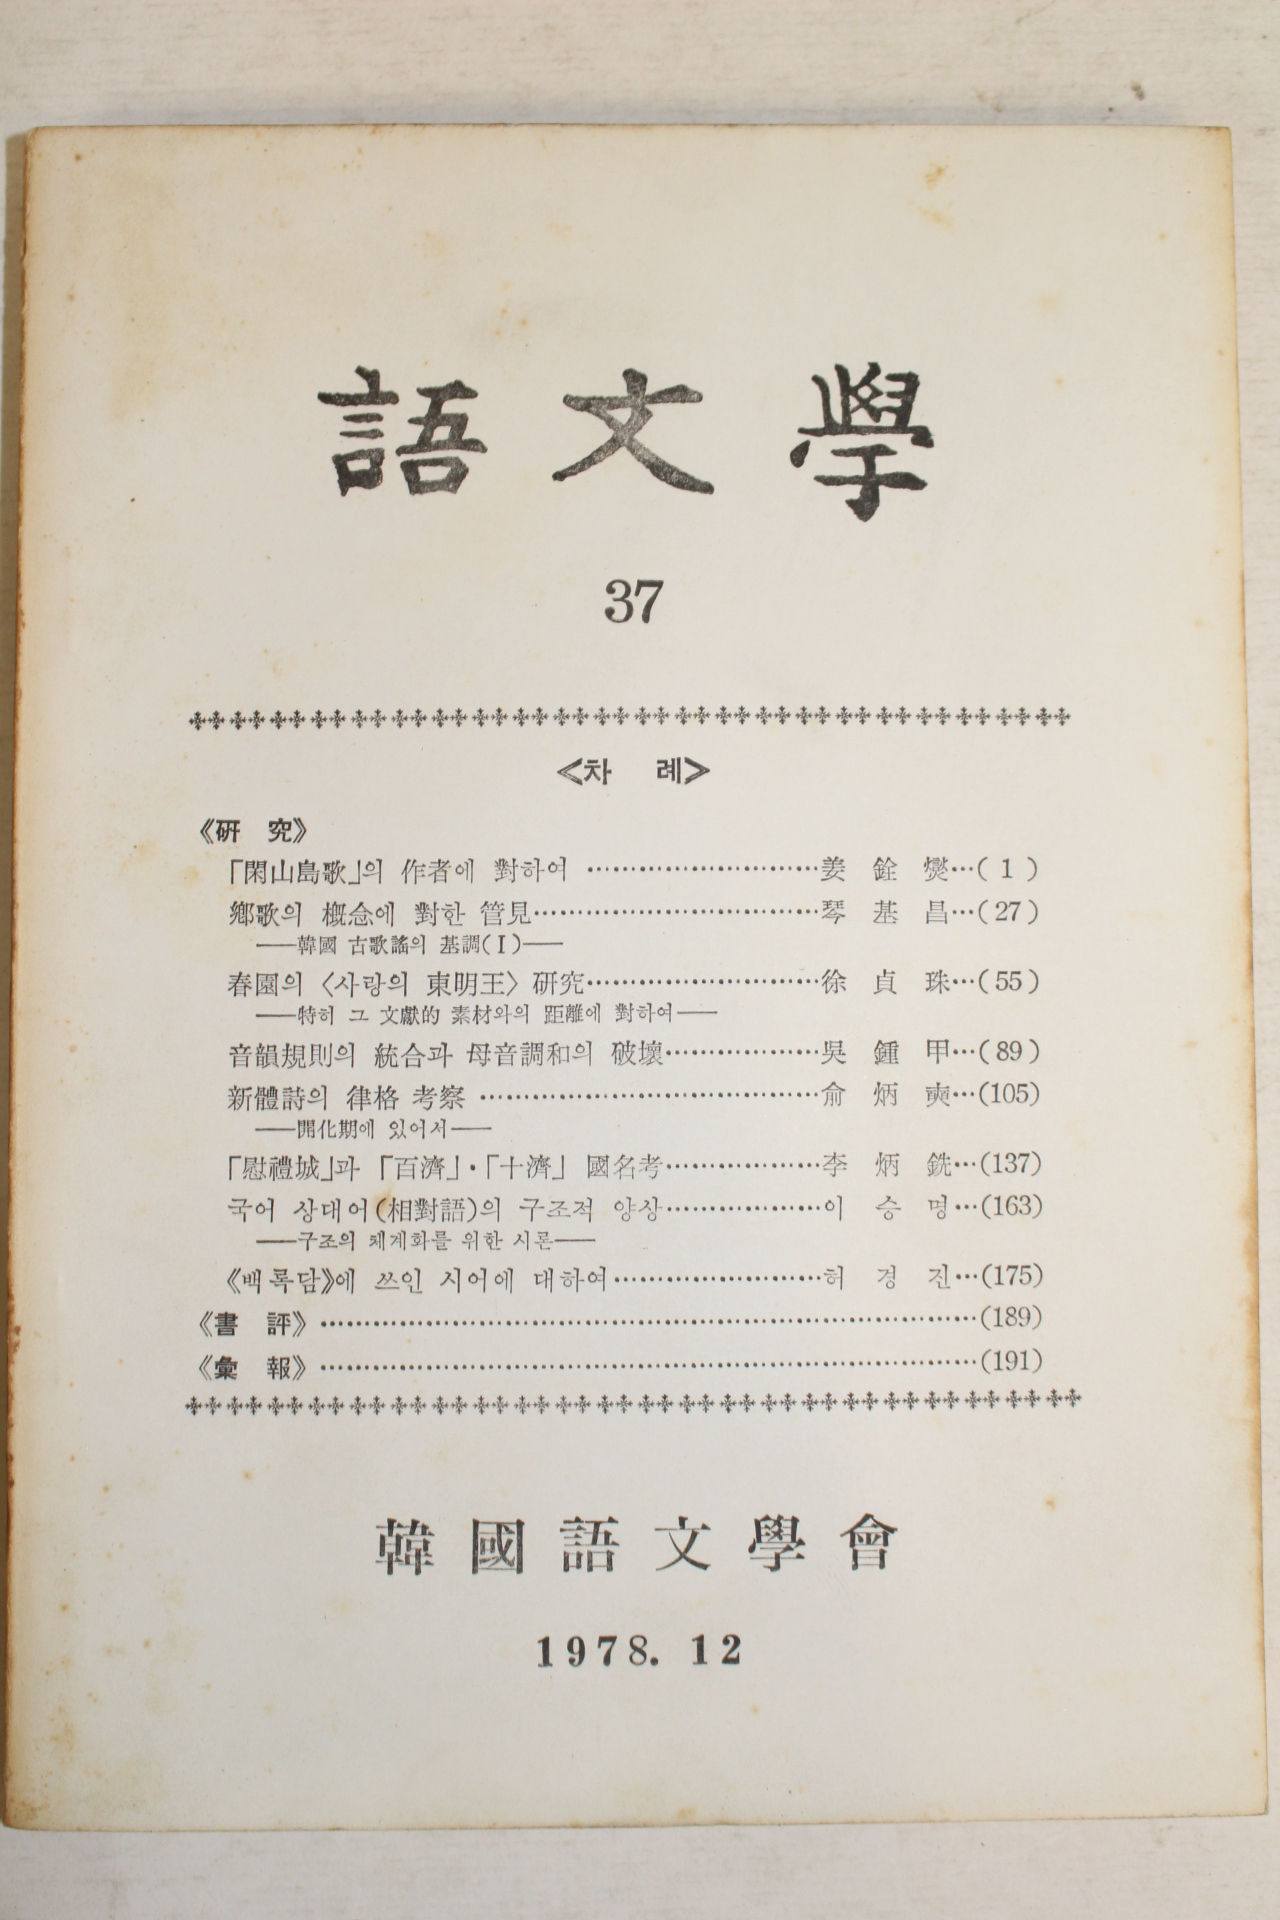 語文學
37
<차 례>
《硏 究》
「閑山島歌」의 作者에 對하여 …………………………姜 銓 爕…( 1 )
鄕歌의 槪念에 對한 管見………………………………琴 基 昌…( 27 )
——韓國 古歌謠의 基調(Ⅰ)——
春園의 〈사랑의 東明王〉 硏究…………………………徐 貞 珠…( 55 )
——特히 그 文獻的 素材와의 距離에 對하여——
音韻規則의 統合과 母音調和의 破壞………………吳 鍾 甲…( 89 )
新體詩의 律格 考察 ……………………………………兪 炳 奭…(105)
——開化期에 있어서——
「慰禮城」과 「百濟」·「十濟」 國名考………………李 炳 銑…(137)
국어 상대어(相對語)의 구조적 양상………………이 승 명…(163)
——구조의 체계화를 위한 시론——
《백록담》에 쓰인 시어에 대하여……………………허 경 진…(175)
《書 評》……………………………………………………………………(189)
《彙 報》……………………………………………………………………(191)
韓國語文學會
1978. 12